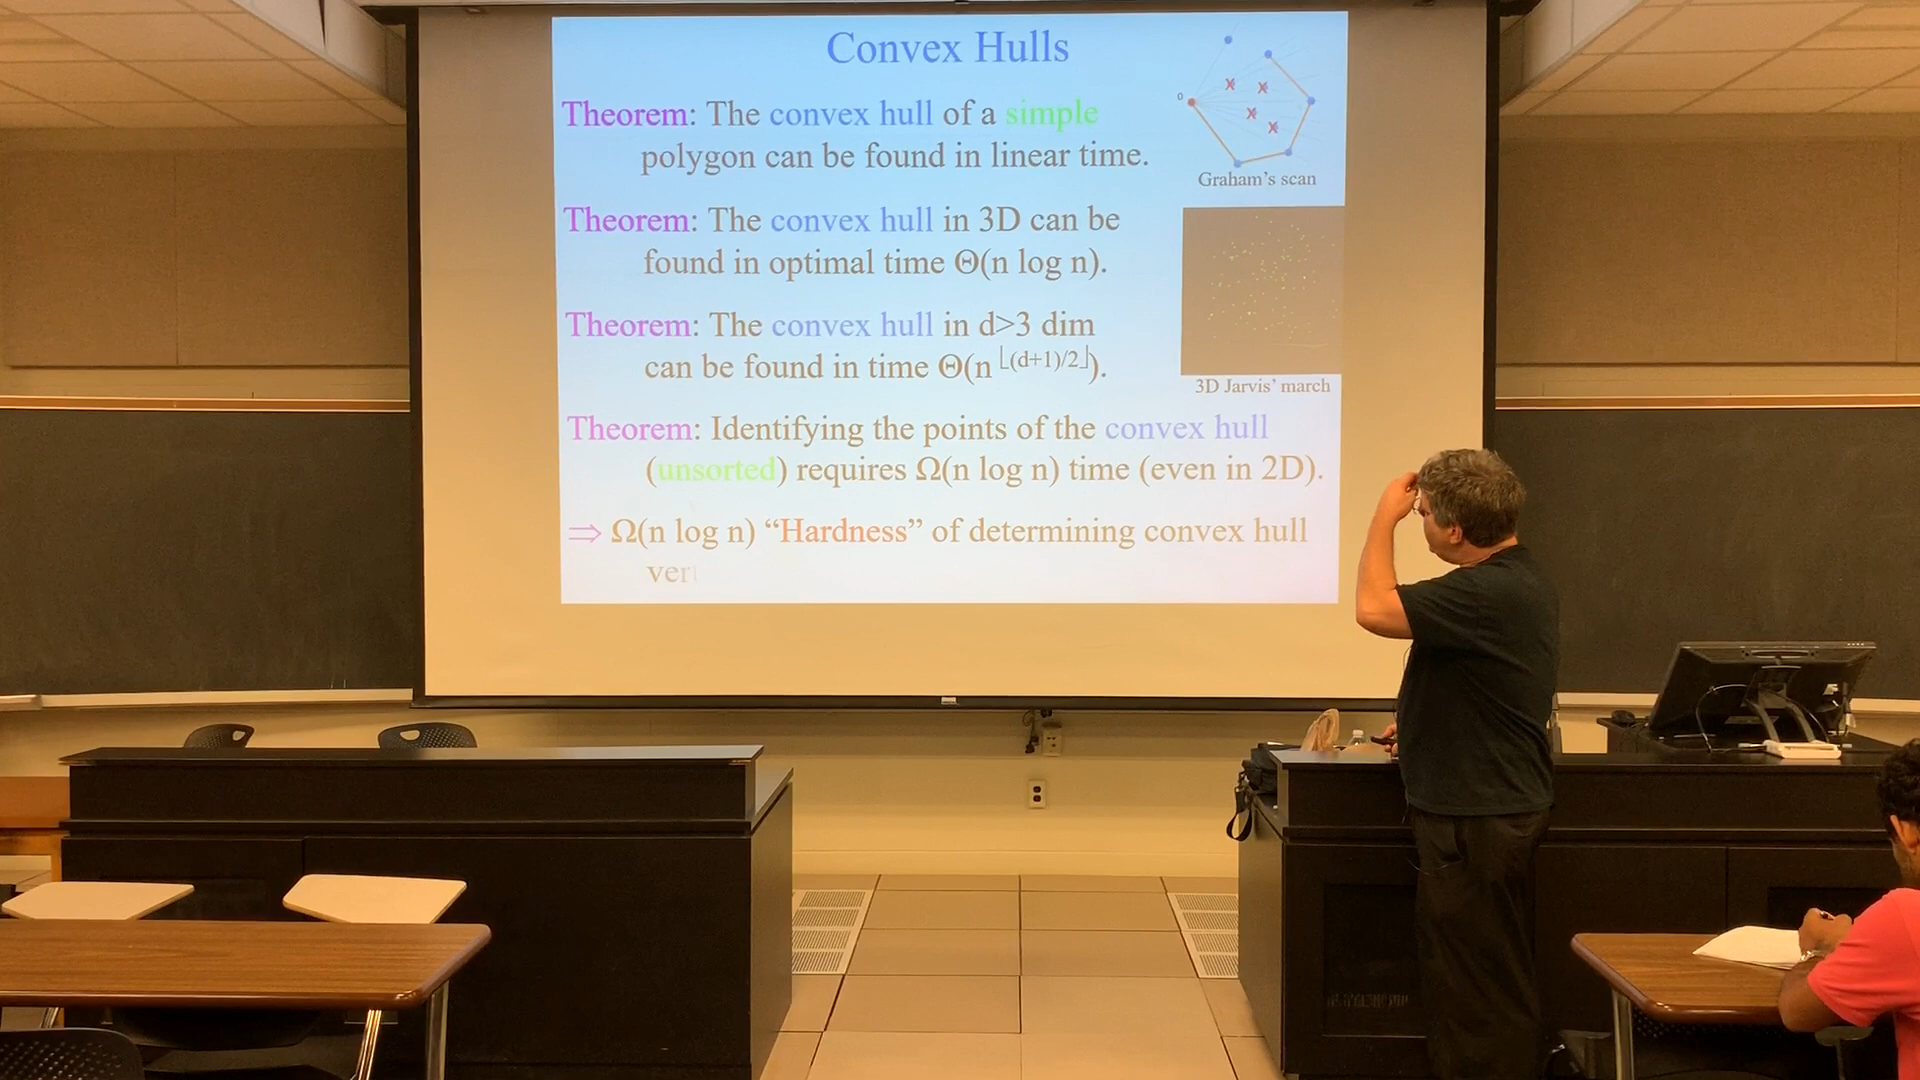 Convex Hulls
Theorem: The convex hull of a simple
polygon can be found in linear time.
0
Graham's scan
Theorem: The convex hull in 3D can be
found in optimal time Θ(n log n).
Theorem: The convex hull in d>3 dim
can be found in time Θ(n ⌊(d+1)/2⌋).
3D Jarvis' march
Theorem: Identifying the points of the convex hull
(unsorted) requires Ω(n log n) time (even in 2D).
⇒ Ω(n log n) “Hardness” of determining convex hull
ver